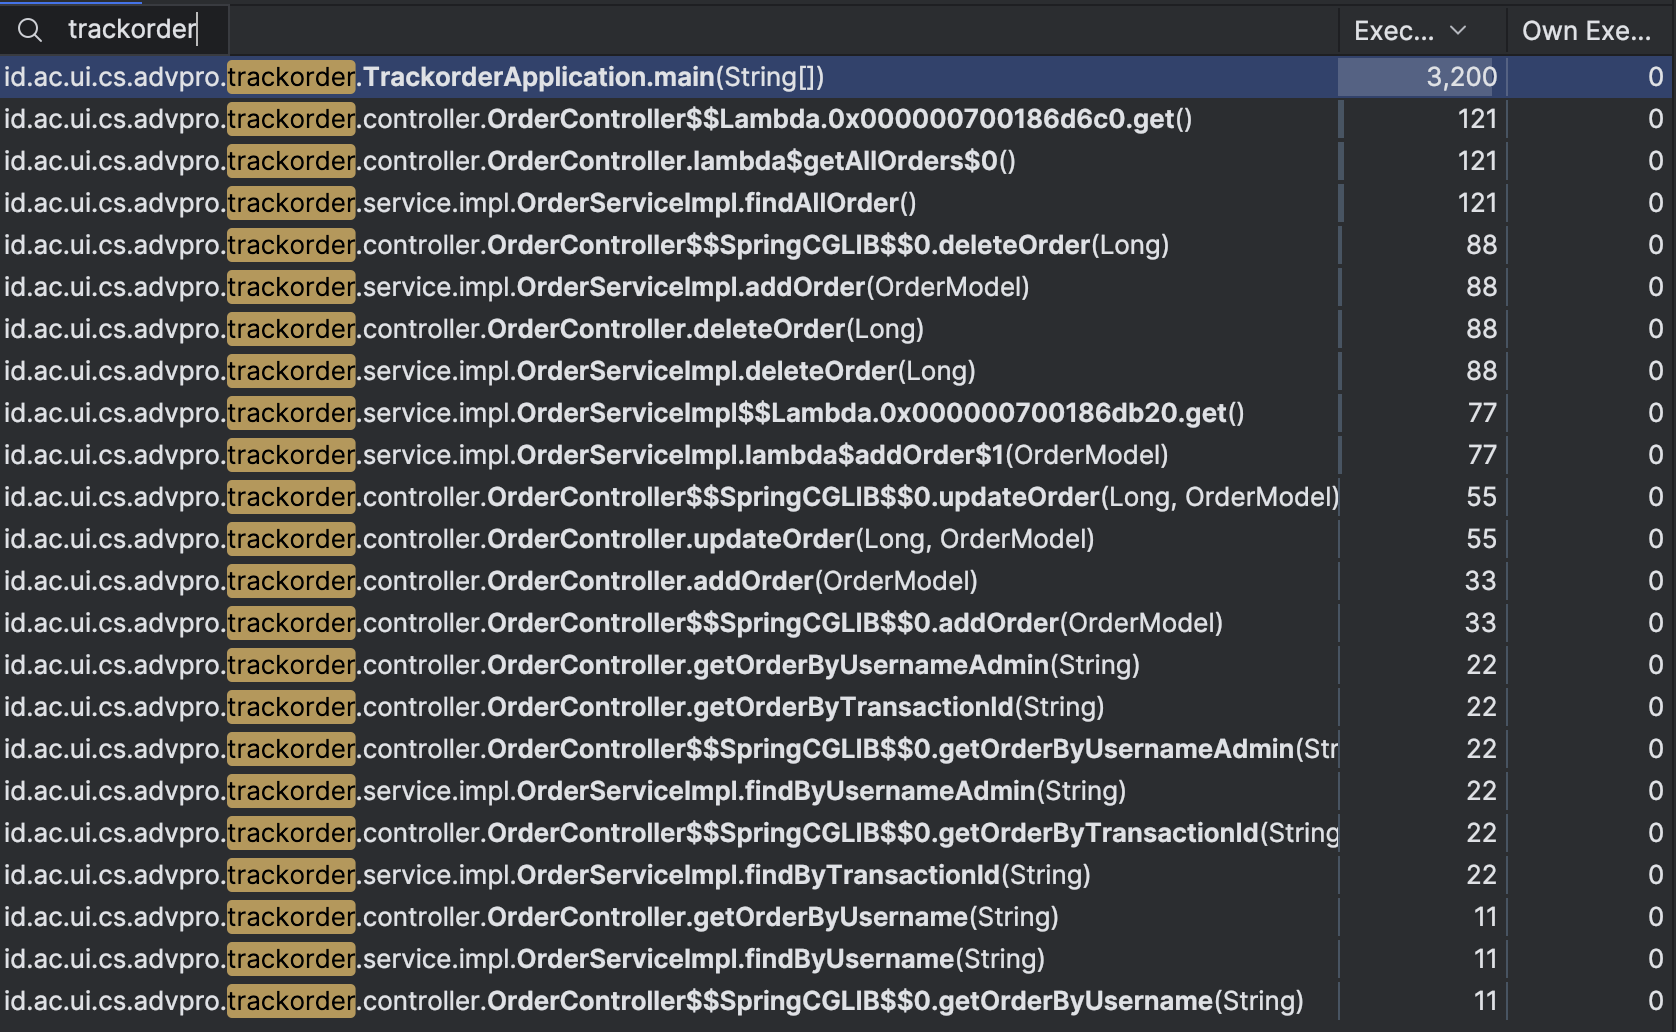 trackorder Exec... Own Exe...
id.ac.ui.cs.advpro.trackorder.TrackorderApplication.main(String[]) 3,200 0
id.ac.ui.cs.advpro.trackorder.controller.OrderController$$Lambda.0x000000700186d6c0.get() 121 0
id.ac.ui.cs.advpro.trackorder.controller.OrderController.lambda$getAllOrders$0() 121 0
id.ac.ui.cs.advpro.trackorder.service.impl.OrderServiceImpl.findAllOrder() 121 0
id.ac.ui.cs.advpro.trackorder.controller.OrderController$$SpringCGLIB$$0.deleteOrder(Long) 88 0
id.ac.ui.cs.advpro.trackorder.service.impl.OrderServiceImpl.addOrder(OrderModel) 88 0
id.ac.ui.cs.advpro.trackorder.controller.OrderController.deleteOrder(Long) 88 0
id.ac.ui.cs.advpro.trackorder.service.impl.OrderServiceImpl.deleteOrder(Long) 88 0
id.ac.ui.cs.advpro.trackorder.service.impl.OrderServiceImpl$$Lambda.0x000000700186db20.get() 77 0
id.ac.ui.cs.advpro.trackorder.service.impl.OrderServiceImpl.lambda$addOrder$1(OrderModel) 77 0
id.ac.ui.cs.advpro.trackorder.controller.OrderController$$SpringCGLIB$$0.updateOrder(Long, OrderModel) 55 0
id.ac.ui.cs.advpro.trackorder.controller.OrderController.updateOrder(Long, OrderModel) 55 0
id.ac.ui.cs.advpro.trackorder.controller.OrderController.addOrder(OrderModel) 33 0
id.ac.ui.cs.advpro.trackorder.controller.OrderController$$SpringCGLIB$$0.addOrder(OrderModel) 33 0
id.ac.ui.cs.advpro.trackorder.controller.OrderController.getOrderByUsernameAdmin(String) 22 0
id.ac.ui.cs.advpro.trackorder.controller.OrderController.getOrderByTransactionId(String) 22 0
id.ac.ui.cs.advpro.trackorder.controller.OrderController$$SpringCGLIB$$0.getOrderByUsernameAdmin(Str 22 0
id.ac.ui.cs.advpro.trackorder.service.impl.OrderServiceImpl.findByUsernameAdmin(String) 22 0
id.ac.ui.cs.advpro.trackorder.controller.OrderController$$SpringCGLIB$$0.getOrderByTransactionId(String 22 0
id.ac.ui.cs.advpro.trackorder.service.impl.OrderServiceImpl.findByTransactionId(String) 22 0
id.ac.ui.cs.advpro.trackorder.controller.OrderController.getOrderByUsername(String) 11 0
id.ac.ui.cs.advpro.trackorder.service.impl.OrderServiceImpl.findByUsername(String) 11 0
id.ac.ui.cs.advpro.trackorder.controller.OrderController$$SpringCGLIB$$0.getOrderByUsername(String) 11 0